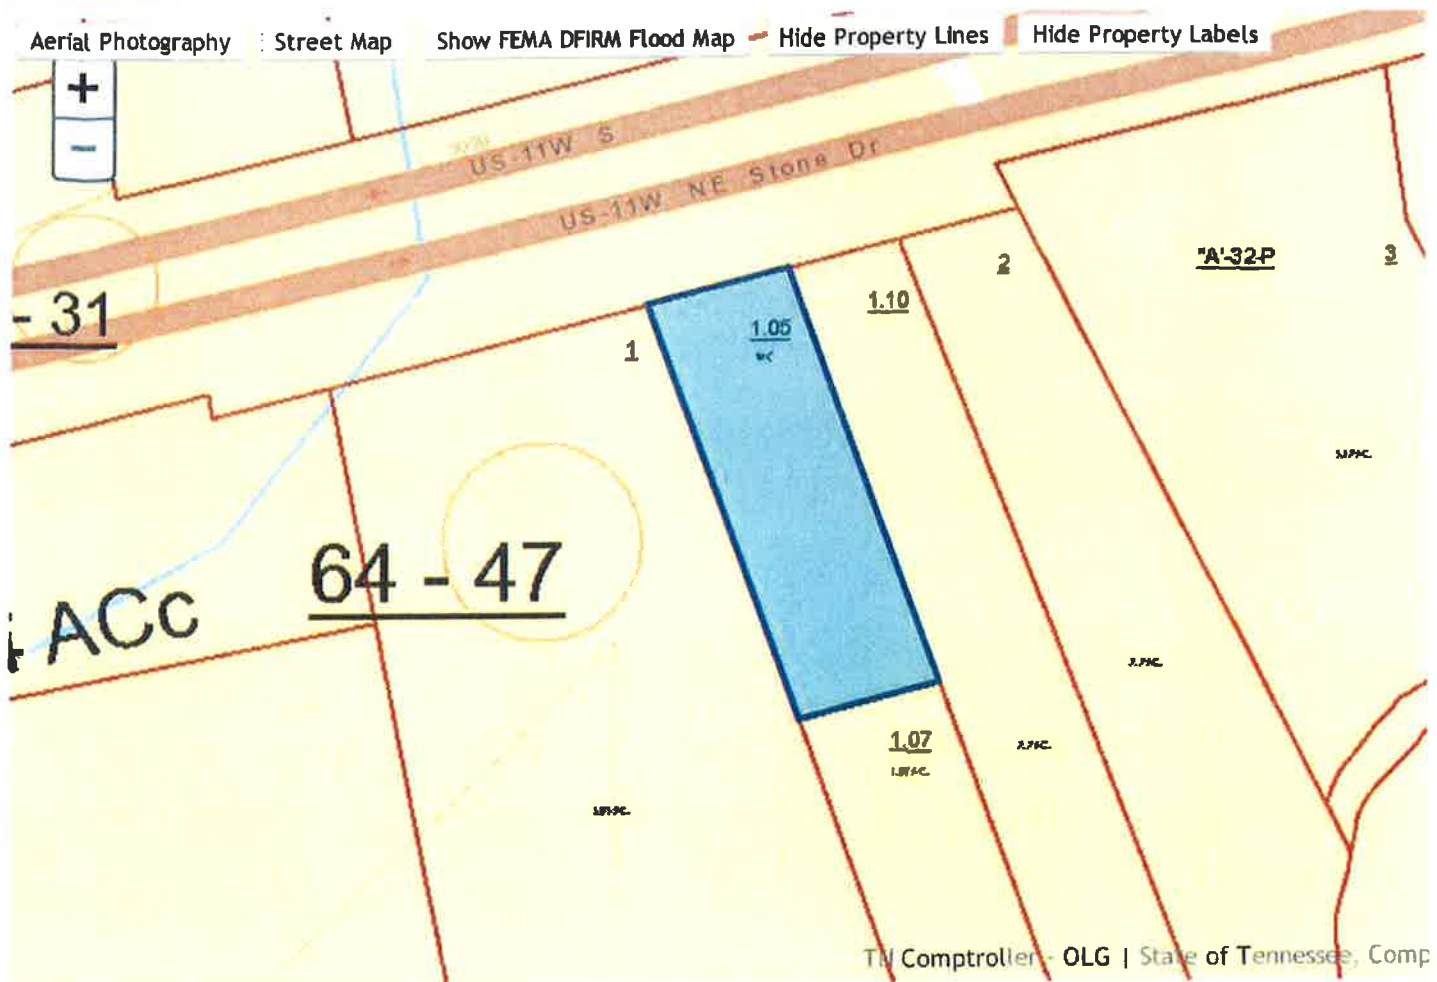 Aerial Photography Street Map Show FEMA DFIRM Flood Map Hide Property Lines Hide Property Labels
+
−
US-11W S
US-11W NE Stone Dr
- 31
1
1.05
1.10
2
"A'-32-P
3
64 - 47
ACc
1.07
TN Comptroller - OLG | State of Tennessee, Comp